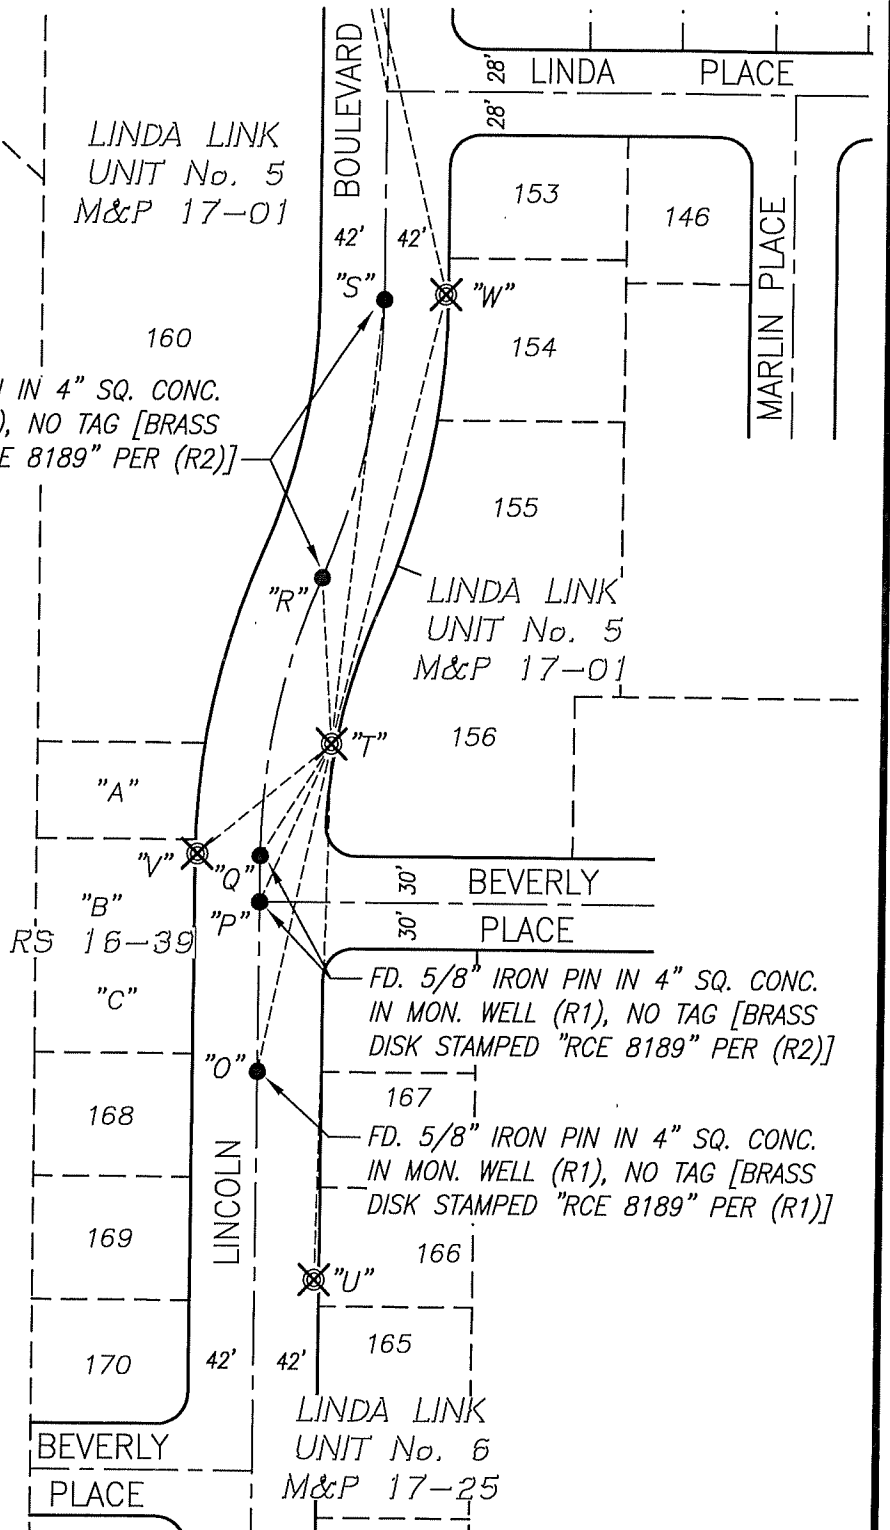 BOULEVARD
28'
LINDA PLACE
28'
LINDA LINK
UNIT No. 5
M&P 17-01
153
146
MARLIN PLACE
42' 42'
"S"
"W"
160
154
IN 4" SQ. CONC.
), NO TAG [BRASS
E 8189" PER (R2)]
155
"R"
LINDA LINK
UNIT No. 5
M&P 17-01
"T"
156
"A"
"V"
"Q"
30'
BEVERLY
"B"
"P"
30'
PLACE
RS 16-39
"C"
FD. 5/8" IRON PIN IN 4" SQ. CONC.
IN MON. WELL (R1), NO TAG [BRASS
DISK STAMPED "RCE 8189" PER (R2)]
"O"
167
168
FD. 5/8" IRON PIN IN 4" SQ. CONC.
IN MON. WELL (R1), NO TAG [BRASS
DISK STAMPED "RCE 8189" PER (R1)]
LINCOLN
169
166
"U"
170
42' 42'
165
LINDA LINK
UNIT No. 6
M&P 17-25
BEVERLY
PLACE